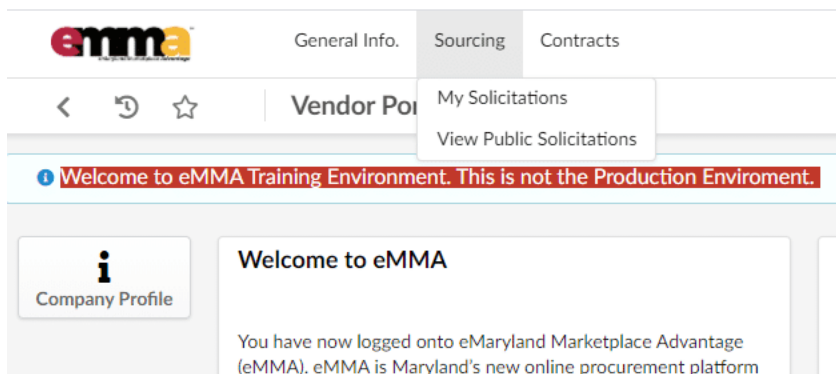 emma
General Info.
Sourcing
Contracts
My Solicitations
View Public Solicitations
Vendor Por
Welcome to eMMA Training Environment. This is not the Production Enviroment.
Company Profile
Welcome to eMMA
You have now logged onto eMaryland Marketplace Advantage
(eMMA). eMMA is Maryland's new online procurement platform